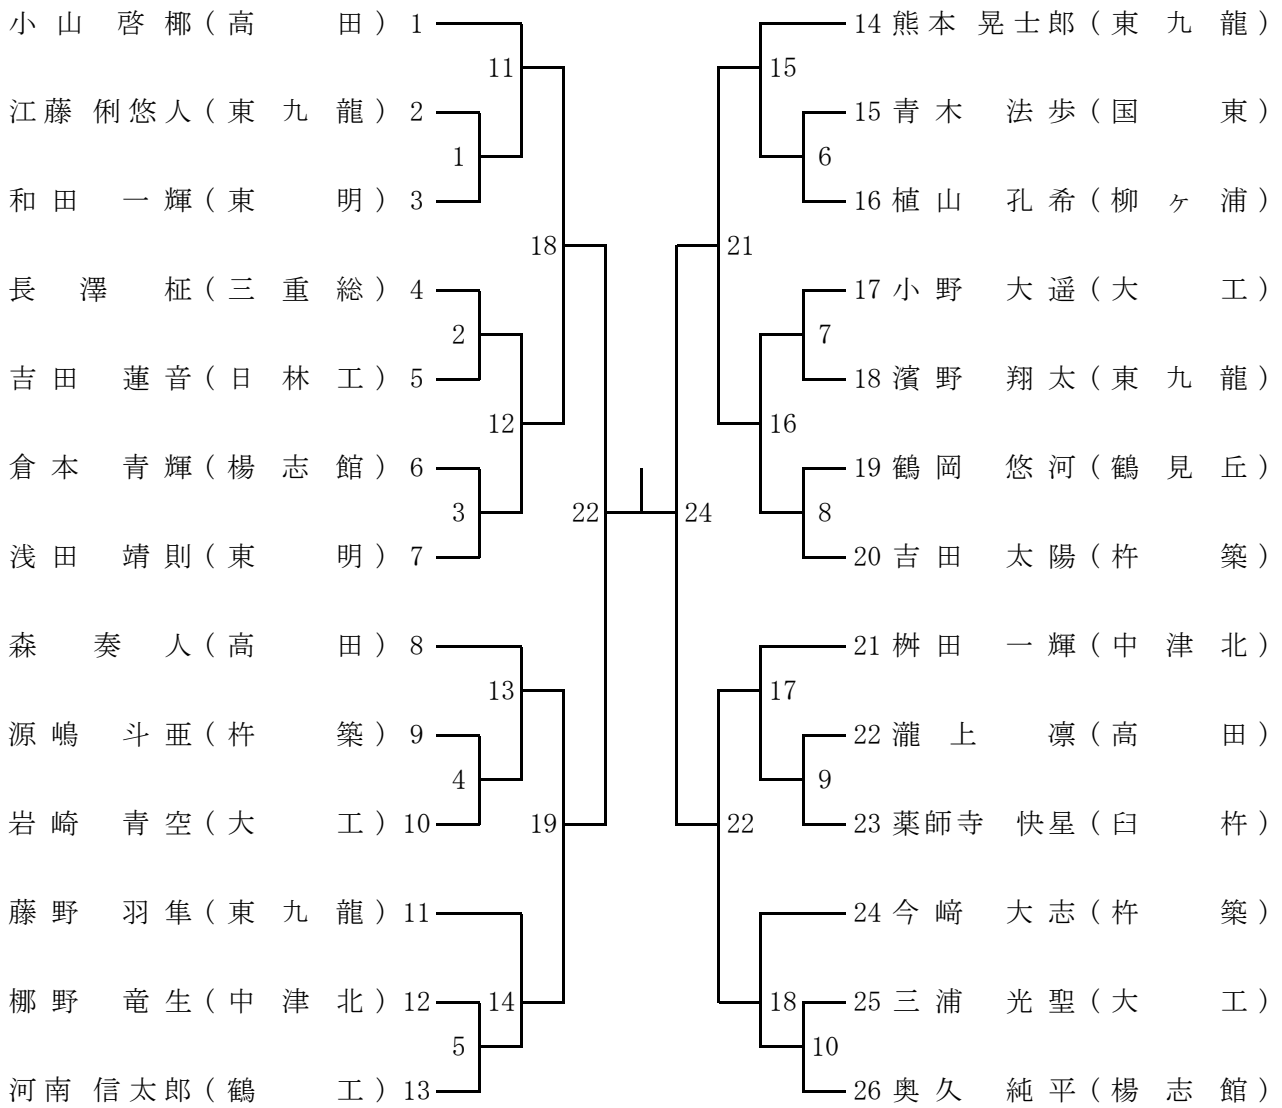 小山 啓梛(高田) 1
11
江藤 俐悠人(東九龍) 2
1
和田 一輝(東明) 3
18
長澤 柾(三重総) 4
2
吉田 蓮音(日林工) 5
12
倉本 青輝(楊志館) 6
3
22
浅田 靖則(東明) 7
森 奏人(高田) 8
13
源嶋 斗亜(杵築) 9
4
岩崎 青空(大工) 10
19
藤野 羽隼(東九龍) 11
梛野 竜生(中津北) 12
14
5
河南 信太郎(鶴工) 13
14 熊本 晃士郎(東九龍)
15
15 青木 法歩(国東)
6
16 植山 孔希(柳ヶ浦)
21
17 小野 大遥(大工)
7
18 濱野 翔太(東九龍)
16
19 鶴岡 悠河(鶴見丘)
24
8
20 吉田 太陽(杵築)
21 桝田 一輝(中津北)
17
22 瀧上 凛(高田)
9
22
23 薬師寺 快星(臼杵)
24 今﨑 大志(杵築)
18
25 三浦 光聖(大工)
10
26 奥久 純平(楊志館)